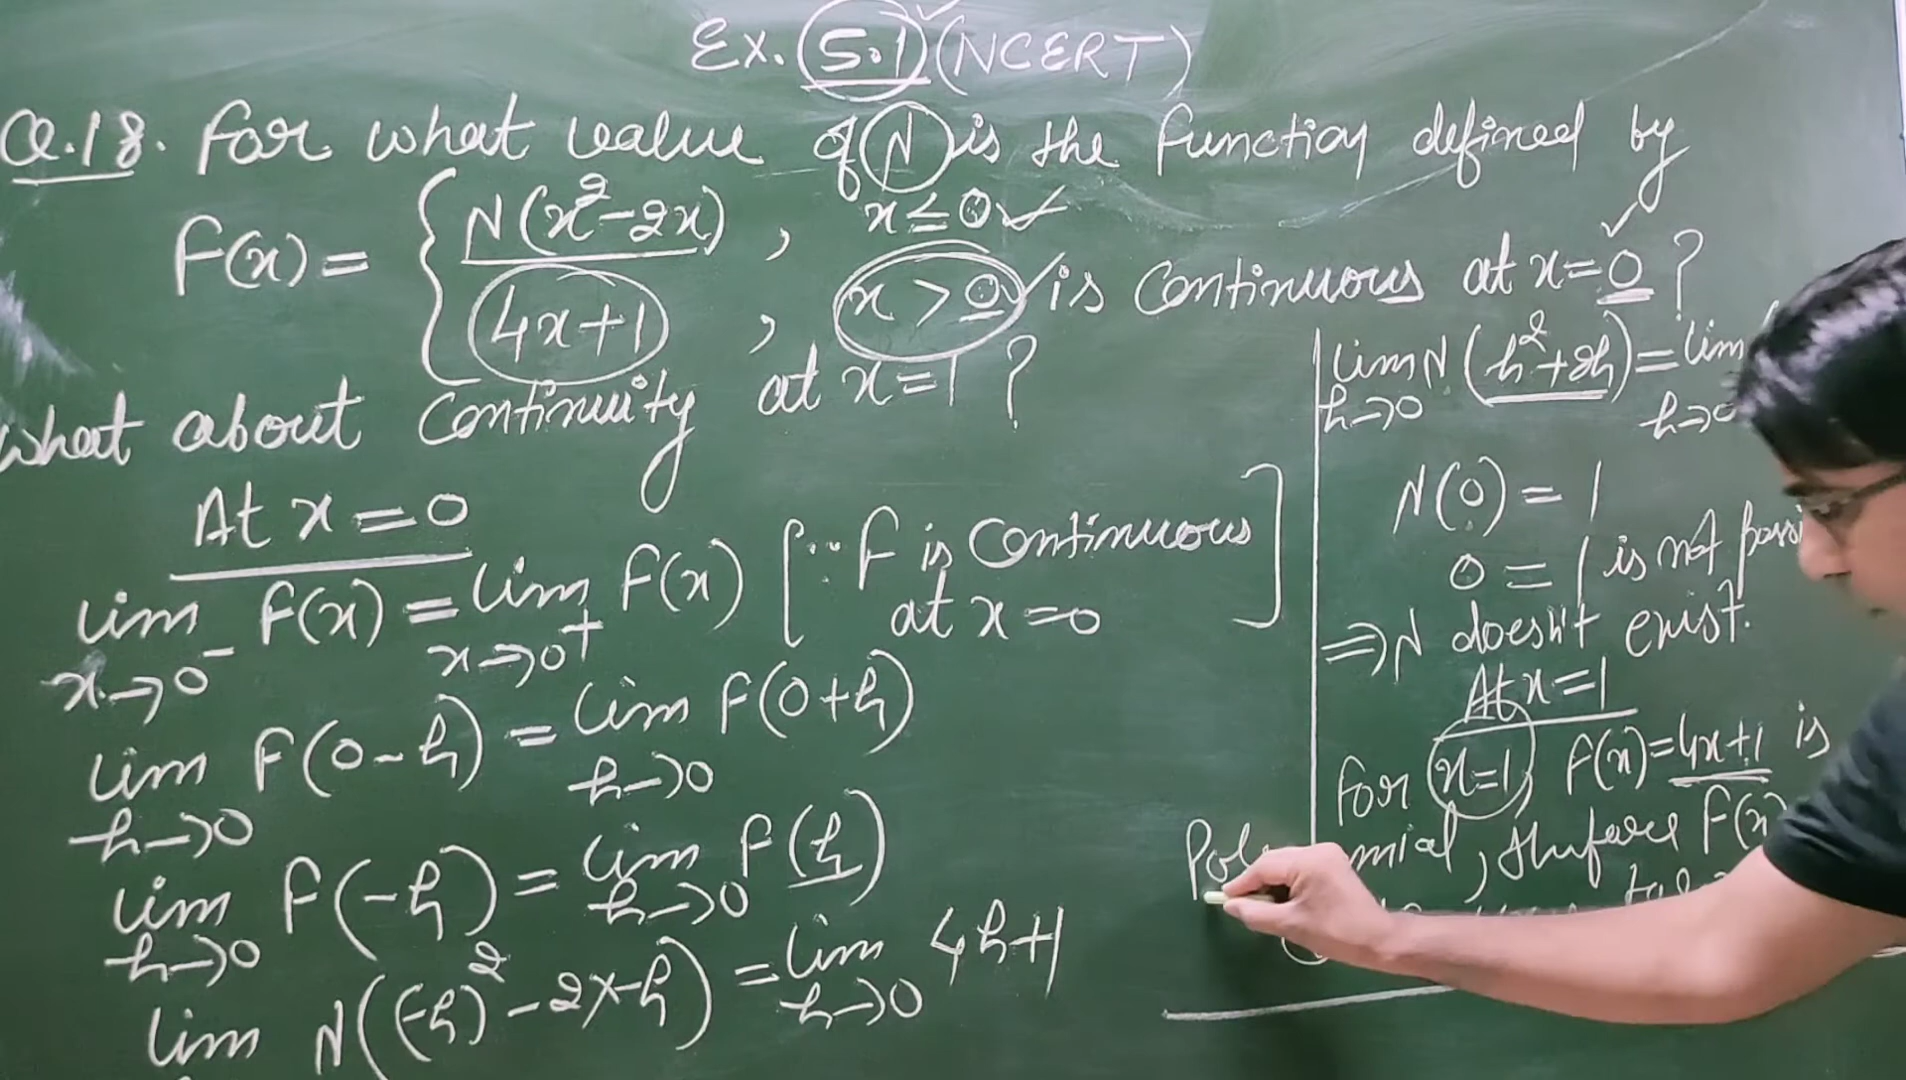 Ex. 5.1 (NCERT)
Q.18. For what value of N is the function defined by
F(x) = { N(x²-2x), x≤0
4x+1, x>0 is continuous at x=0?
What about continuity at x=1?
At x=0
lim x→0⁻ F(x) = lim x→0⁺ F(x) [∵ F is continuous at x=0]
lim h→0 F(0-h) = lim h→0 F(0+h)
lim h→0 F(-h) = lim h→0 F(h)
lim N((-h)²-2x-h) = lim h→0 4h+1
lim h→0 N(h²+2h) = lim h→0
N(0) = 1
0 = 1 is not
⇒ N doesn't exist.
At x=1
For x=1, F(x)=4x+1 is
mial, therefore F(x)
Pol